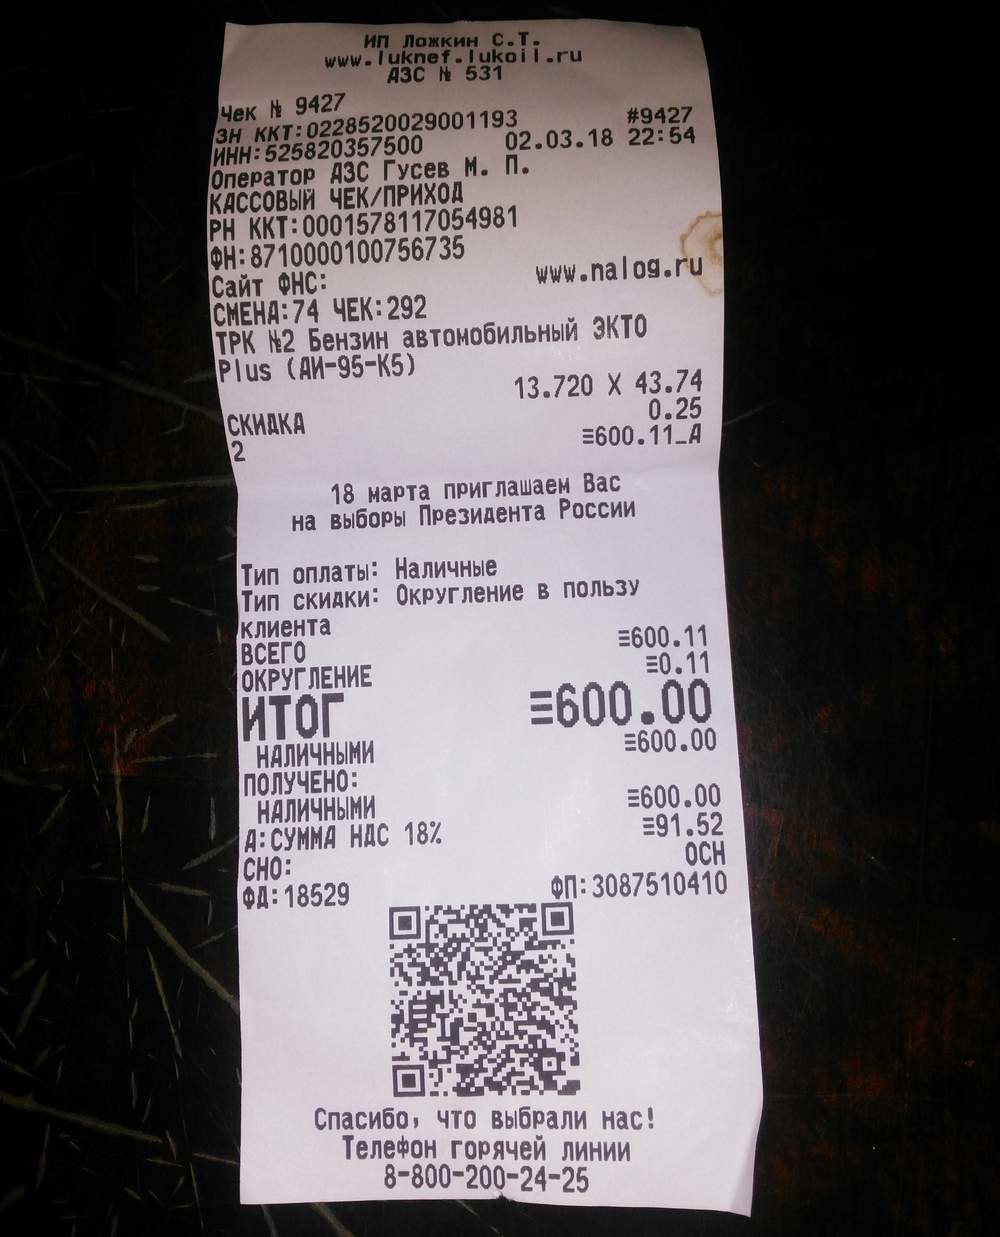 ИП Ложкин С.Т.
www.luknef.lukoil.ru
АЗС № 531
Чек № 9427 #9427
ЗН ККТ:0228520029001193
ИНН:525820357500 02.03.18 22:54
Оператор АЗС Гусев М. П.
КАССОВЫЙ ЧЕК/ПРИХОД
РН ККТ:0001578117054981
ФН:8710000100756735
Сайт ФНС: www.nalog.ru
СМЕНА:74 ЧЕК:292
ТРК №2 Бензин автомобильный ЭКТО
Plus (АИ-95-К5)
13.720 X 43.74
СКИДКА 0.25
2 ≡600.11_А
18 марта приглашаем Вас
на выборы Президента России
Тип оплаты: Наличные
Тип скидки: Округление в пользу
клиента
ВСЕГО ≡600.11
ОКРУГЛЕНИЕ ≡0.11
ИТОГ ≡600.00
НАЛИЧНЫМИ ≡600.00
ПОЛУЧЕНО:
НАЛИЧНЫМИ ≡600.00
А:СУММА НДС 18% ≡91.52
СНО: ОСН
ФД:18529 ФП:3087510410
Спасибо, что выбрали нас!
Телефон горячей линии
8-800-200-24-25